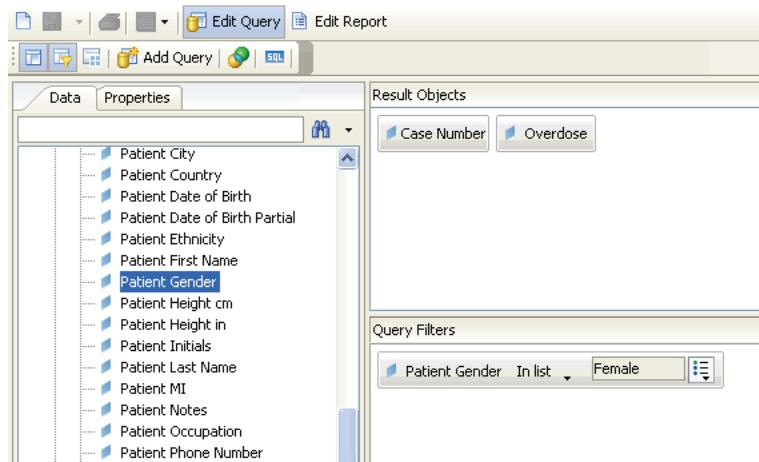 Edit Query Edit Report
Add Query SQL
Data Properties
Patient City
Patient Country
Patient Date of Birth
Patient Date of Birth Partial
Patient Ethnicity
Patient First Name
Patient Gender
Patient Height cm
Patient Height in
Patient Initials
Patient Last Name
Patient MI
Patient Notes
Patient Occupation
Patient Phone Number
Result Objects
Case Number Overdose
Query Filters
Patient Gender In list Female